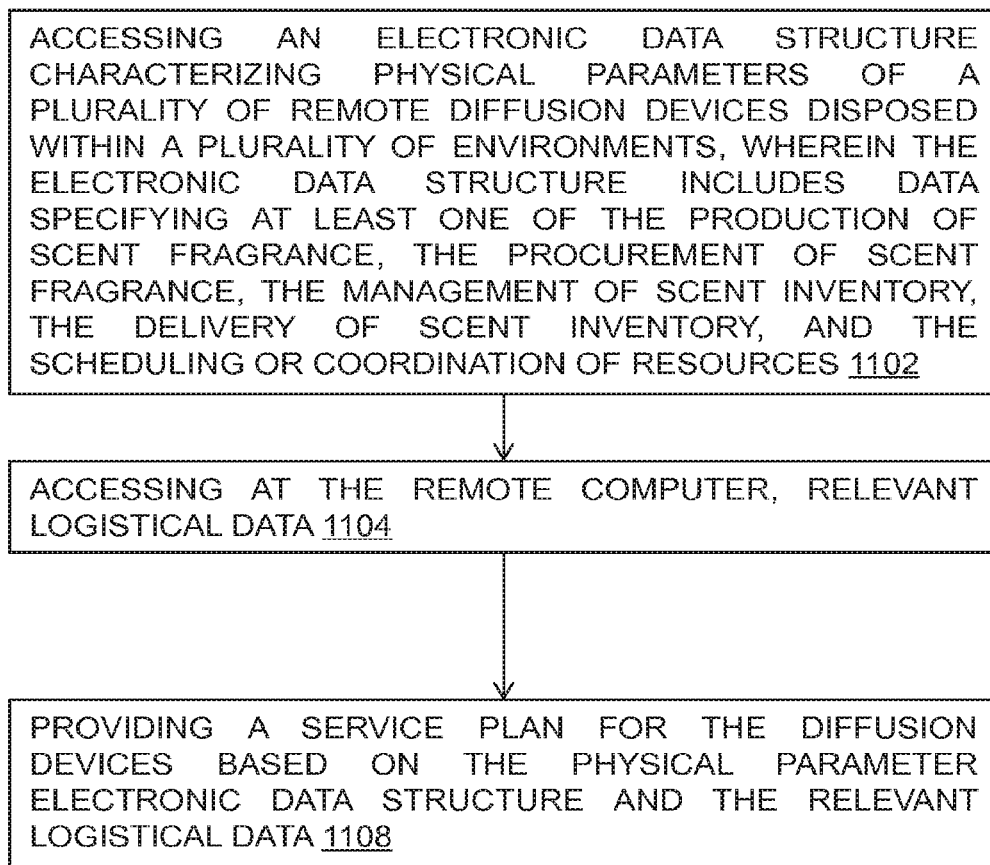 ACCESSING AN ELECTRONIC DATA STRUCTURE
CHARACTERIZING PHYSICAL PARAMETERS OF A
PLURALITY OF REMOTE DIFFUSION DEVICES DISPOSED
WITHIN A PLURALITY OF ENVIRONMENTS, WHEREIN THE
ELECTRONIC DATA STRUCTURE INCLUDES DATA
SPECIFYING AT LEAST ONE OF THE PRODUCTION OF
SCENT FRAGRANCE, THE PROCUREMENT OF SCENT
FRAGRANCE, THE MANAGEMENT OF SCENT INVENTORY,
THE DELIVERY OF SCENT INVENTORY, AND THE
SCHEDULING OR COORDINATION OF RESOURCES 1102
ACCESSING AT THE REMOTE COMPUTER, RELEVANT
LOGISTICAL DATA 1104
PROVIDING A SERVICE PLAN FOR THE DIFFUSION
DEVICES BASED ON THE PHYSICAL PARAMETER
ELECTRONIC DATA STRUCTURE AND THE RELEVANT
LOGISTICAL DATA 1108